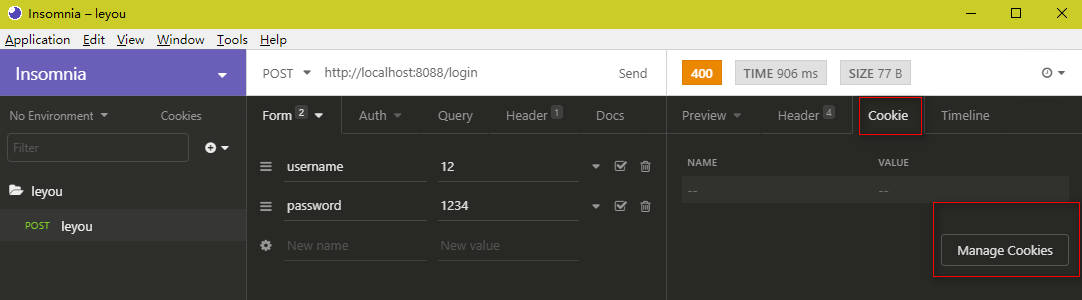 Insomnia – leyou
Application Edit View Window Tools Help
Insomnia
POST http://localhost:8088/login Send
400 TIME 906 ms SIZE 77 B
No Environment Cookies
Form 2 Auth Query Header 1 Docs
Preview Header 4 Cookie Timeline
Filter
leyou
POST leyou
username 12
password 1234
New name New value
NAME VALUE
-- --
Manage Cookies